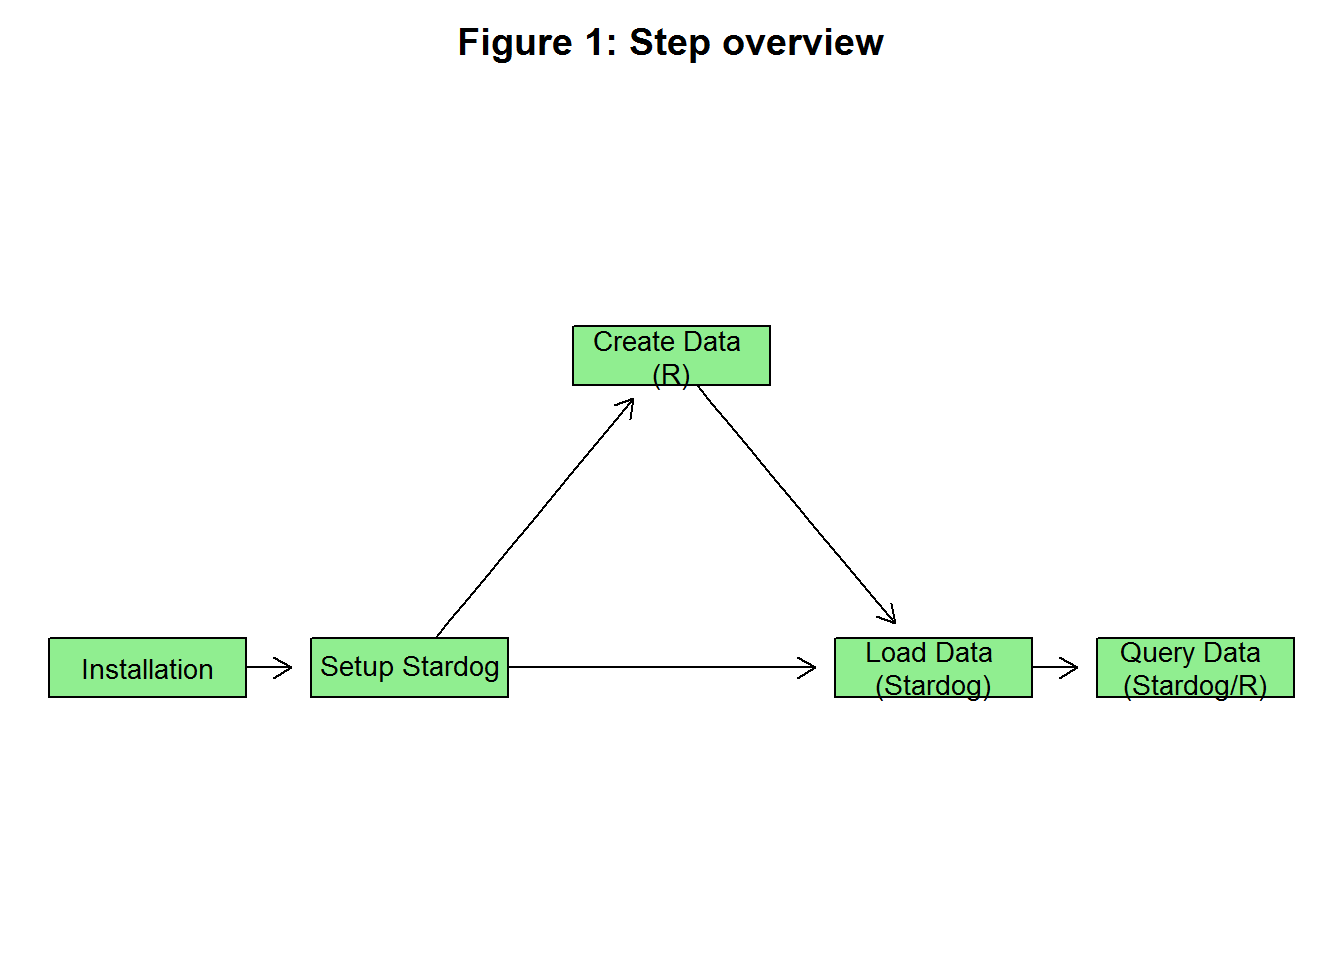 Figure 1: Step overview
Create Data
(R)
Installation
Setup Stardog
Load Data
(Stardog)
Query Data
(Stardog/R)